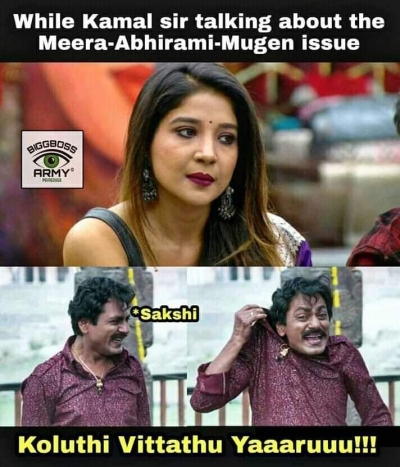 While Kamal sir talking about the
Meera-Abhirami-Mugen issue
BIGGBOSS
ARMY
*Sakshi
Koluthi Vittathu Yaaaruuu!!!